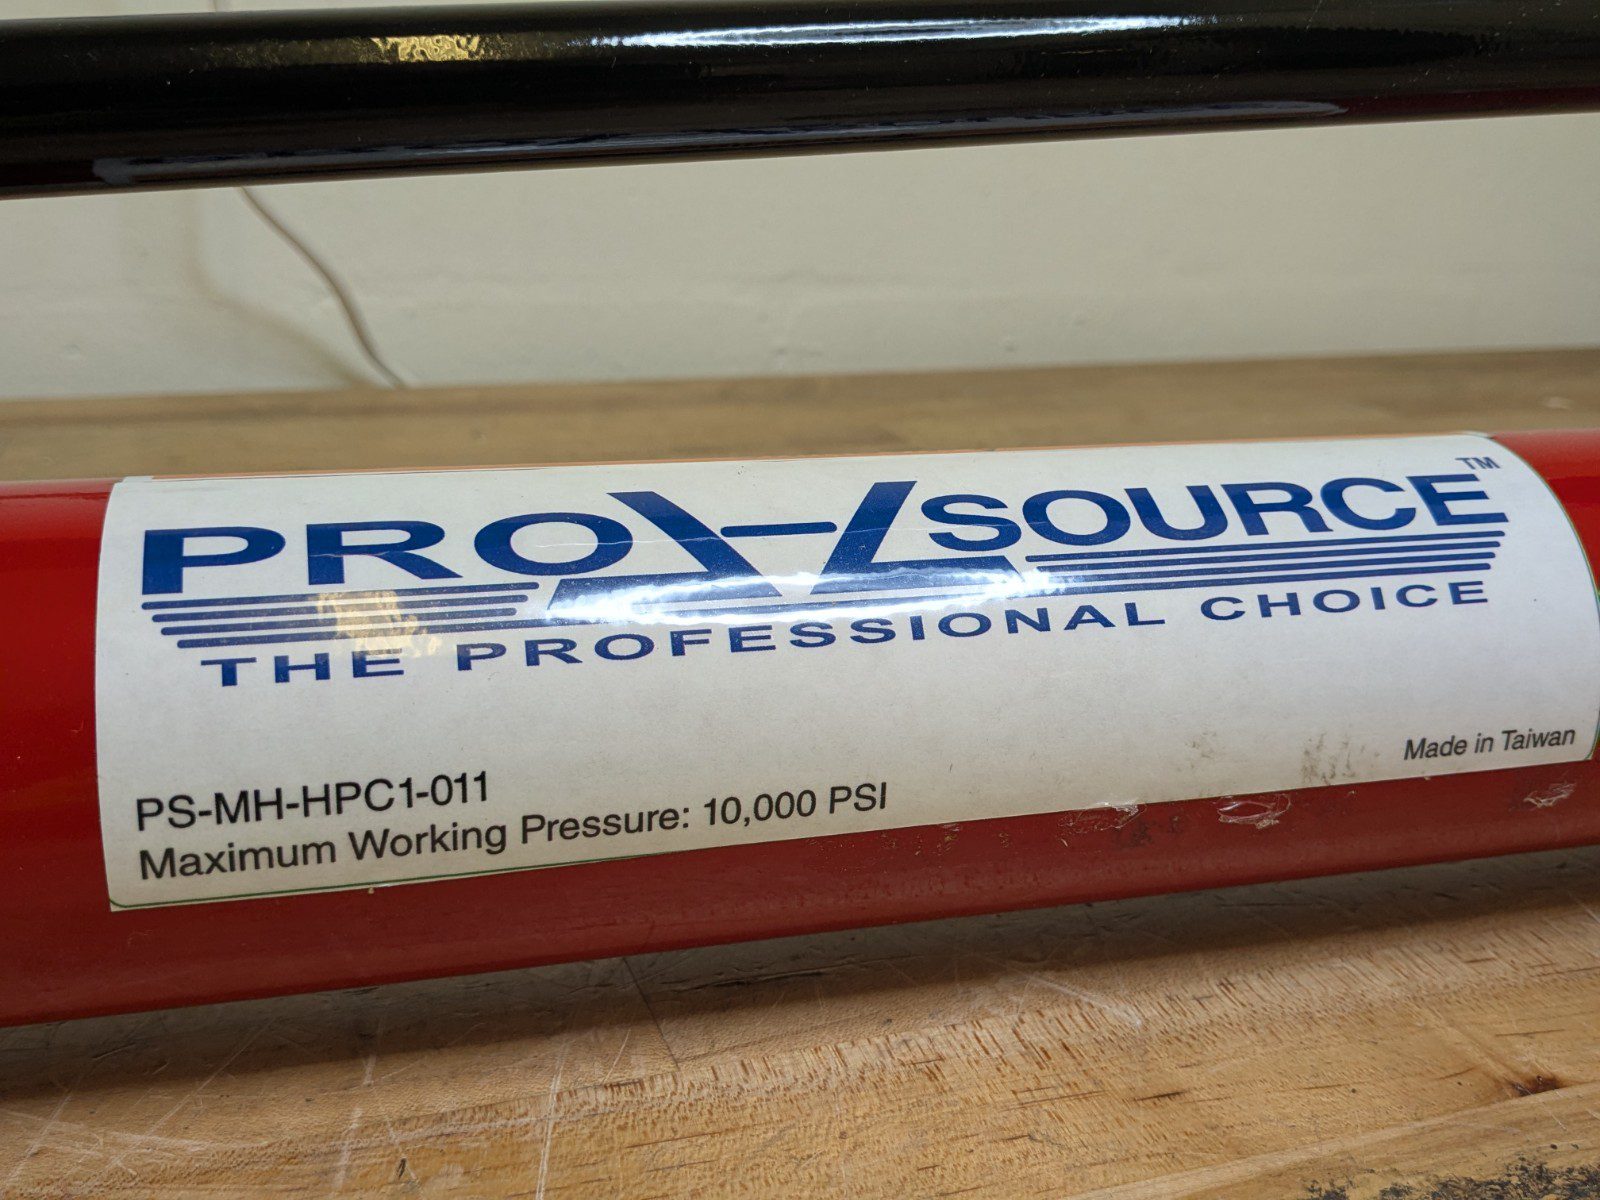 PRO SOURCE™
THE PROFESSIONAL CHOICE
PS-MH-HPC1-011
Maximum Working Pressure: 10,000 PSI
Made in Taiwan